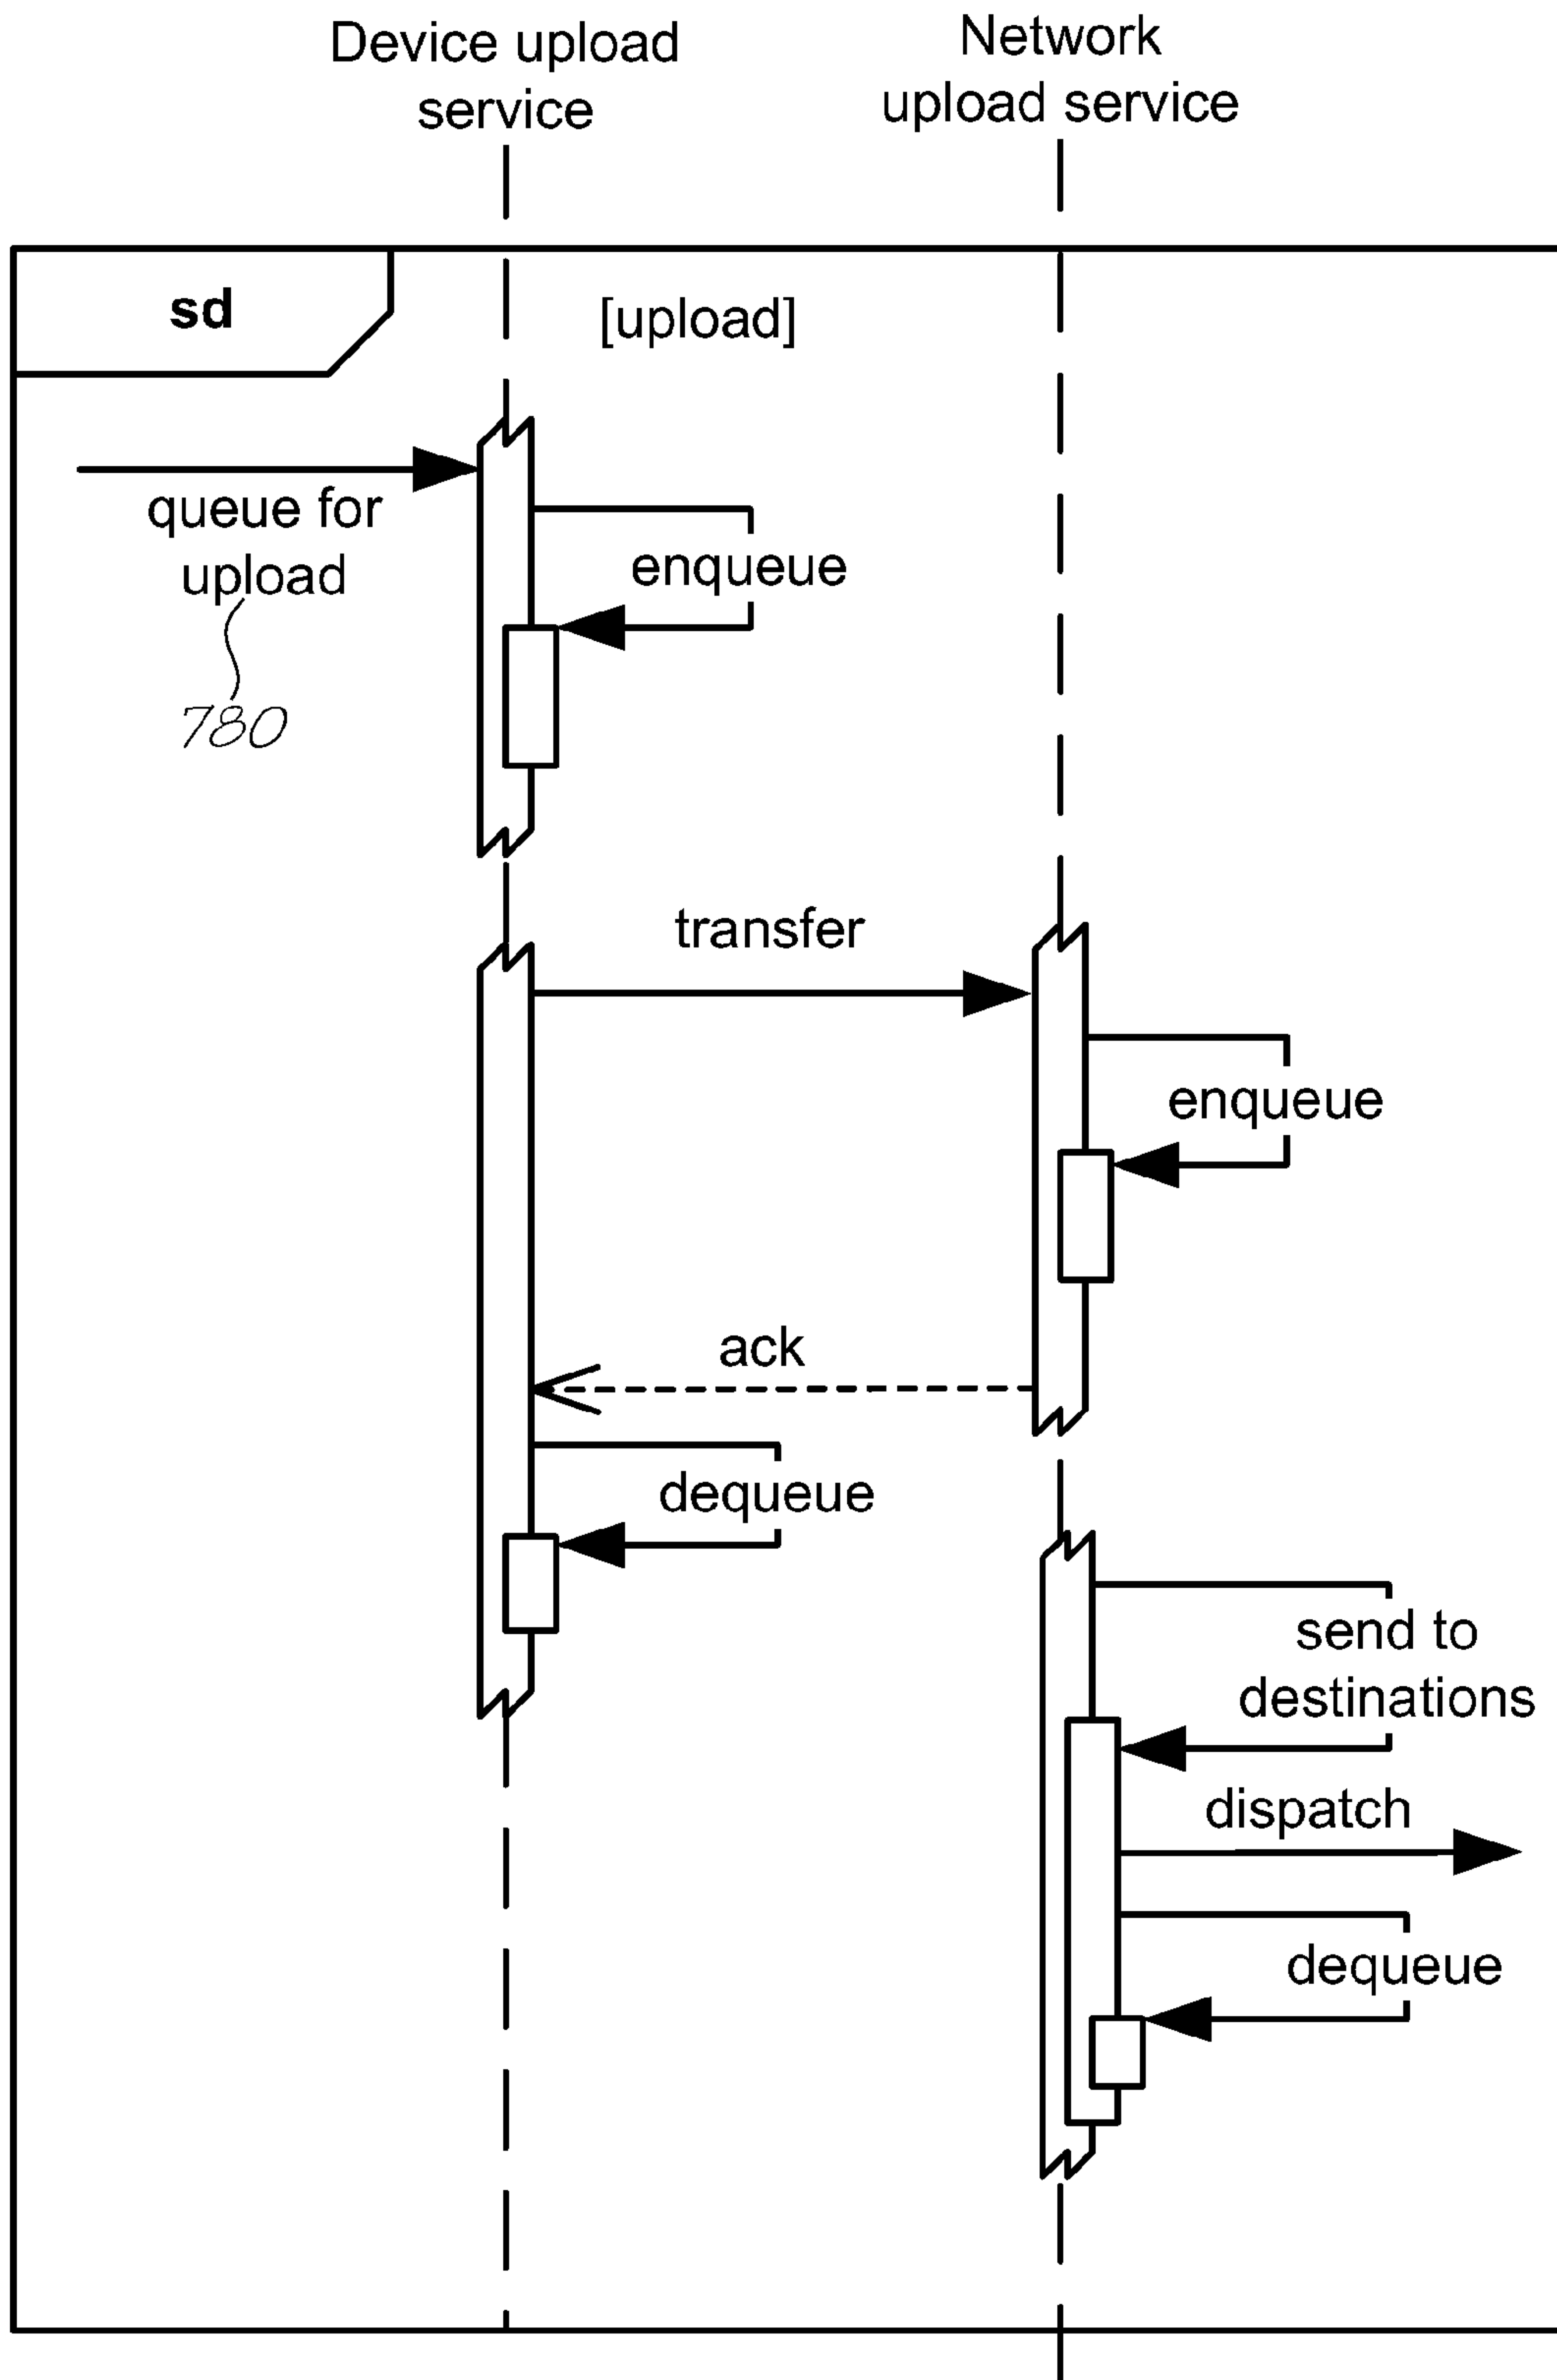 Device upload
service
Network
upload service
sd
[upload]
queue for
upload
780
enqueue
transfer
enqueue
ack
dequeue
send to
destinations
dispatch
dequeue